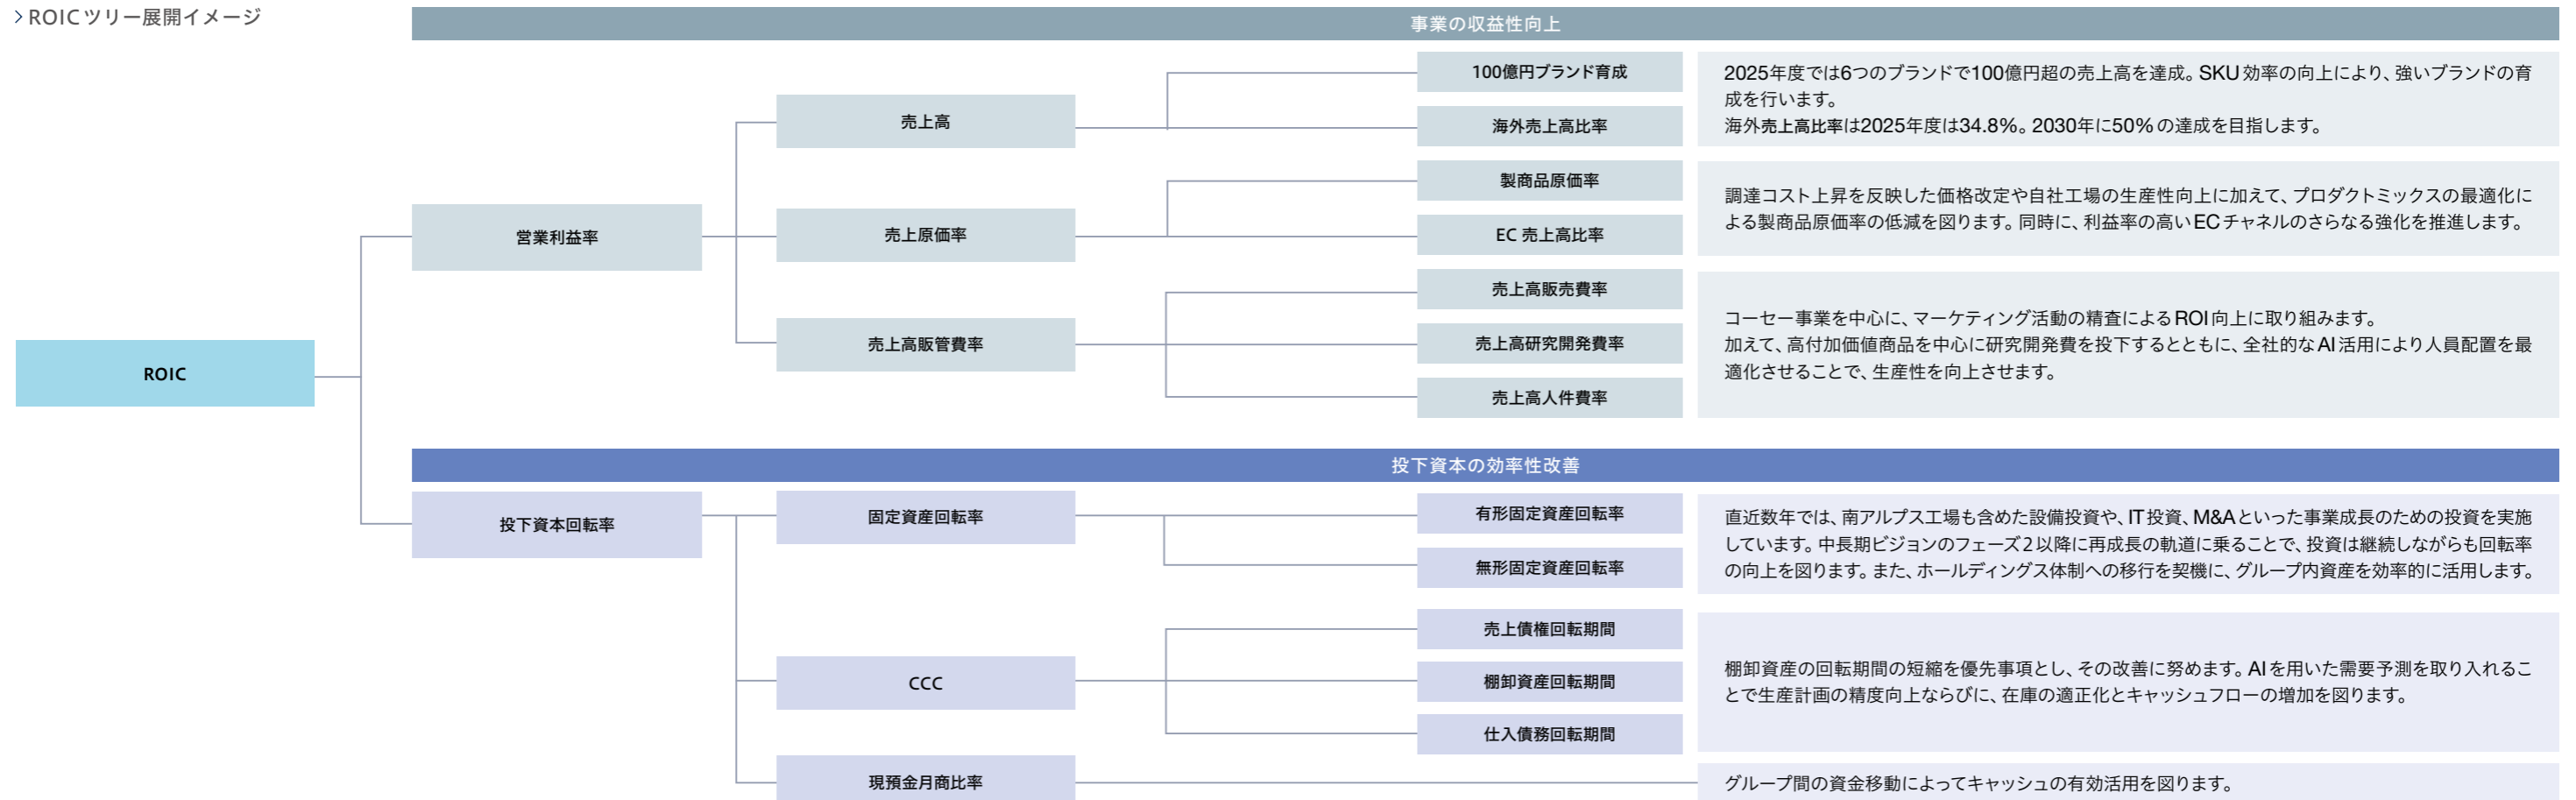 ROICツリー展開イメージ
事業の収益性向上
ROIC
営業利益率
売上高
売上原価率
売上高販管費率
100億円ブランド育成
海外売上高比率
製商品原価率
EC 売上高比率
売上高販売費率
売上高研究開発費率
売上高人件費率
2025年度では6つのブランドで100億円超の売上高を達成。SKU効率の向上により、強いブランドの育
成を行います。
海外売上高比率は2025年度は34.8%。2030年に50%の達成を目指します。
調達コスト上昇を反映した価格改定や自社工場の生産性向上に加えて、プロダクトミックスの最適化に
よる製商品原価率の低減を図ります。同時に、利益率の高いECチャネルのさらなる強化を推進します。
コーセー事業を中心に、マーケティング活動の精査によるROI向上に取り組みます。
加えて、高付加価値商品を中心に研究開発費を投下するとともに、全社的なAI活用により人員配置を最
適化させることで、生産性を向上させます。
投下資本の効率性改善
投下資本回転率
固定資産回転率
CCC
現預金月商比率
有形固定資産回転率
無形固定資産回転率
売上債権回転期間
棚卸資産回転期間
仕入債務回転期間
直近数年では、南アルプス工場も含めた設備投資や、IT投資、M&Aといった事業成長のための投資を実施
しています。中長期ビジョンのフェーズ2以降に再成長の軌道に乗ることで、投資は継続しながらも回転率
の向上を図ります。また、ホールディングス体制への移行を契機に、グループ内資産を効率的に活用します。
棚卸資産の回転期間の短縮を優先事項とし、その改善に努めます。AIを用いた需要予測を取り入れるこ
とで生産計画の精度向上ならびに、在庫の適正化とキャッシュフローの増加を図ります。
グループ間の資金移動によってキャッシュの有効活用を図ります。